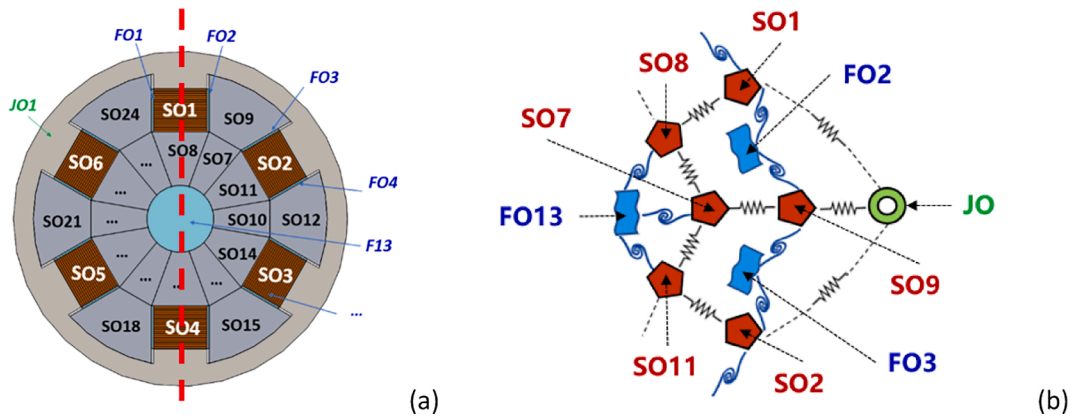 FO1
FO2
FO3
JO1
SO24
SO1
SO9
SO8
SO7
SO6
SO2
...
...
SO11
FO4
SO21
SO10
SO12
F13
...
SO14
SO5
...
...
...
SO3
...
SO18
SO4
SO15
(a)
SO1
SO8
FO2
SO7
FO13
JO
SO9
SO11
SO2
FO3
(b)